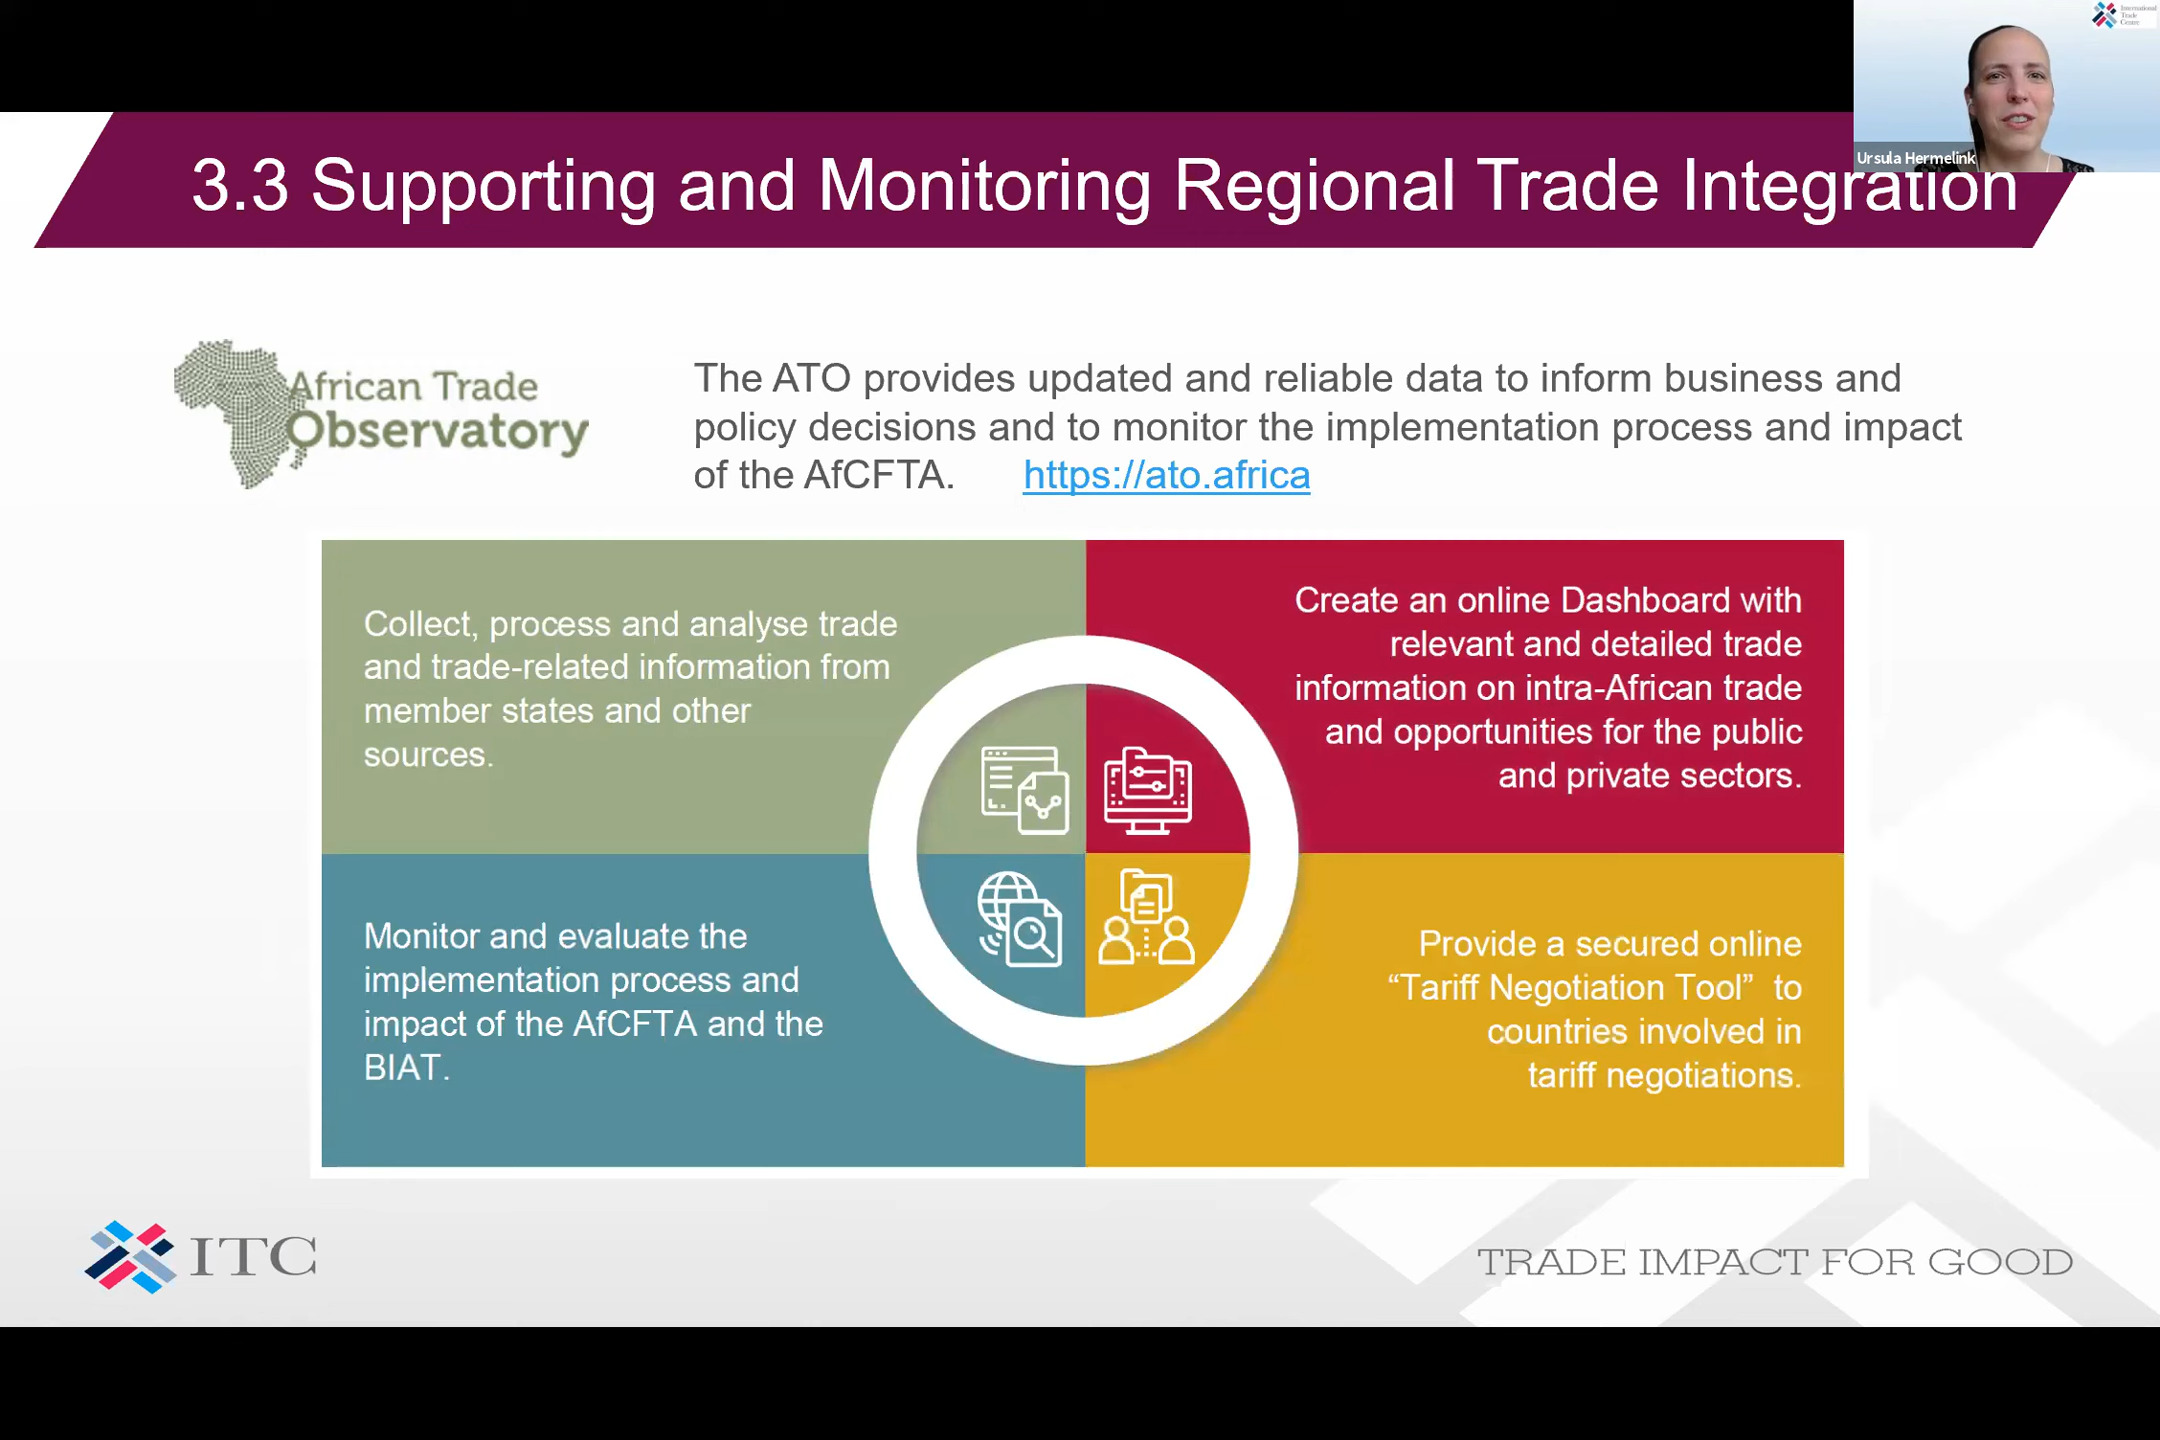 International
Trade
Centre
Ursula Hermelink
3.3 Supporting and Monitoring Regional Trade Integration
African Trade
Observatory
The ATO provides updated and reliable data to inform business and
policy decisions and to monitor the implementation process and impact
of the AfCFTA. https://ato.africa
Collect, process and analyse trade
and trade-related information from
member states and other
sources.
Create an online Dashboard with
relevant and detailed trade
information on intra-African trade
and opportunities for the public
and private sectors.
Monitor and evaluate the
implementation process and
impact of the AfCFTA and the
BIAT.
Provide a secured online
“Tariff Negotiation Tool” to
countries involved in
tariff negotiations.
ITC
TRADE IMPACT FOR GOOD